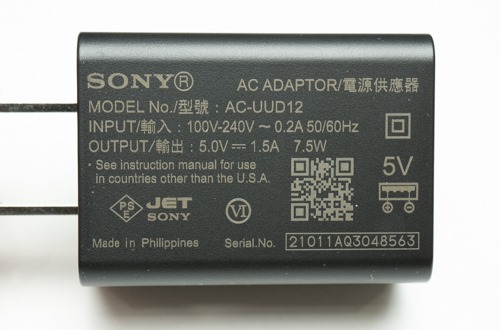 SONY®
AC ADAPTOR/電源供應器
MODEL No./型號：AC-UUD12
INPUT/輸入：100V-240V ~ 0.2A 50/60Hz
OUTPUT/輸出：5.0V ⎓ 1.5A 7.5W
• See instruction manual for use
in countries other than the U.S.A.
5V
PSE JET SONY VI
Made in Philippines Serial.No. 21011AQ3048563